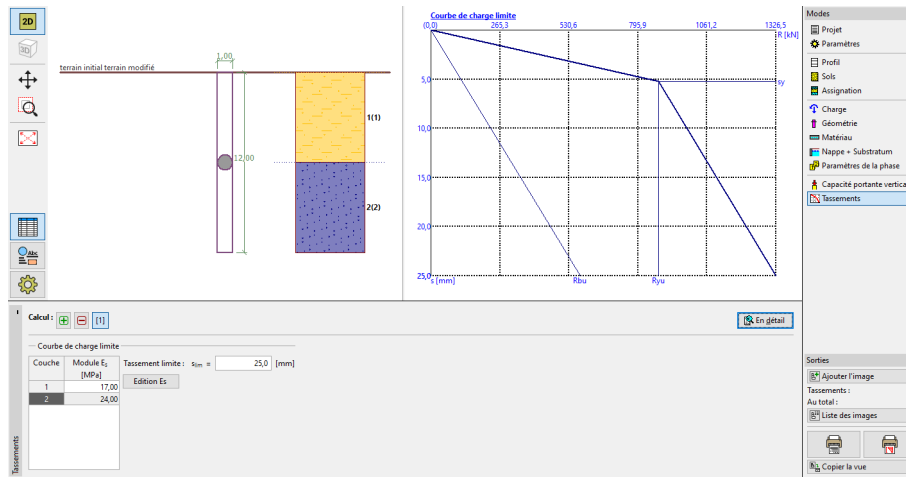 2D
3D
terrain initial terrain modifié
1,00
12,00
1(1)
2(2)
Courbe de charge limite
(0,0) 265,3 530,6 795,9 1061,2 1326,5
R [kN]
5,0
sy
10,0
15,0
20,0
25,0
s [mm]
Rbu
Ryu
Modes
Projet
Paramètres
Profil
Sols
Assignation
Charge
Géométrie
Matériau
Nappe + Substratum
Paramètres de la phase
Capacité portante vertica
Tassements
Abc
Calcul : [1]
En détail
Courbe de charge limite
Couche Module Es [MPa]
1 17,00
2 24,00
Tassement limite : slim = 25,0 [mm]
Edition Es
Tassements
Sorties
Ajouter l'image
Tassements :
Au total :
Liste des images
Copier la vue